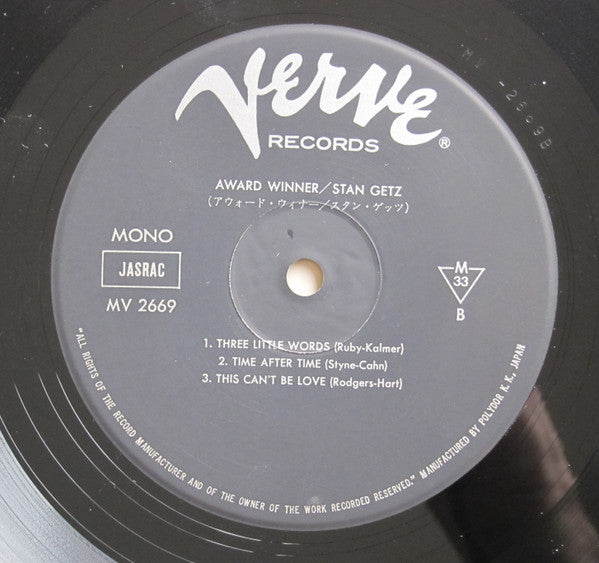 Verve
RECORDS ®
AWARD WINNER/STAN GETZ
(アウォード・ウィナー/スタン・ゲッツ)
MONO
JASRAC
MV 2669
M
33
B
1. THREE LITTLE WORDS (Ruby-Kalmer)
2. TIME AFTER TIME (Styne-Cahn)
3. THIS CAN'T BE LOVE (Rodgers-Hart)
"ALL RIGHTS OF THE RECORD MANUFACTURER AND OF THE OWNER OF THE WORK RECORDED RESERVED." MANUFACTURED BY POLYDOR K. K., JAPAN